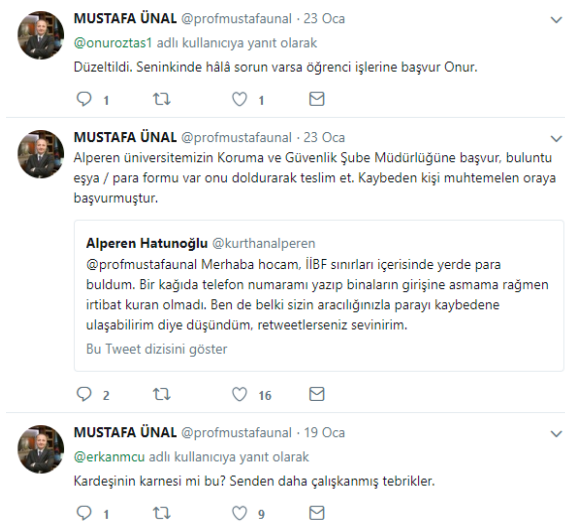 MUSTAFA ÜNAL @profmustafaunal · 23 Oca
@onuroztas1 adlı kullanıcıya yanıt olarak
Düzeltildi. Seninkinde hâlâ sorun varsa öğrenci işlerine başvur Onur.
1 1
MUSTAFA ÜNAL @profmustafaunal · 23 Oca
Alperen üniversitemizin Koruma ve Güvenlik Şube Müdürlüğüne başvur, buluntu
eşya / para formu var onu doldurarak teslim et. Kaybeden kişi muhtemelen oraya
başvurmuştur.
Alperen Hatunoğlu @kurthanalperen
@profmustafaunal Merhaba hocam, İİBF sınırları içerisinde yerde para
buldum. Bir kağıda telefon numaramı yazıp binaların girişine asmama rağmen
irtibat kuran olmadı. Ben de belki sizin aracılığınızla parayı kaybedene
ulaşabilirim diye düşündüm, retweetlerseniz sevinirim.
Bu Tweet dizisini göster
2 16
MUSTAFA ÜNAL @profmustafaunal · 19 Oca
@erkanmcu adlı kullanıcıya yanıt olarak
Kardeşinin karnesi mi bu? Senden daha çalışkanmış tebrikler.
1 9